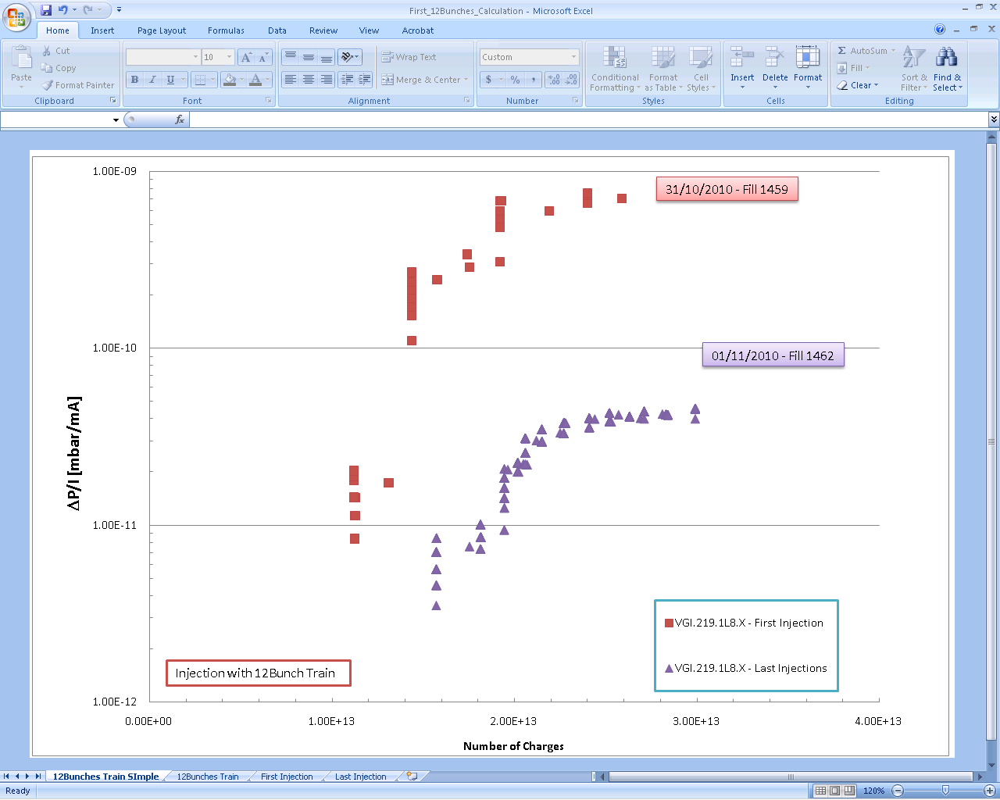 First_12Bunches_Calculation - Microsoft Excel
Home Insert Page Layout Formulas Data Review View Acrobat
Paste
Cut
Copy
Format Painter
Clipboard
10
A A
B I U
A
Font
Wrap Text
Merge & Center
Alignment
Custom
$ % ,
Number
Conditional Formatting
Format as Table
Cell Styles
Styles
Insert
Delete
Format
Cells
Σ AutoSum
Fill
Clear
Sort & Filter
Find & Select
Editing
fx
1.00E-09
31/10/2010 - Fill 1459
1.00E-10
01/11/2010 - Fill 1462
ΔP/I [mbar/mA]
1.00E-11
VGI.219.1L8.X - First Injection
VGI.219.1L8.X - Last Injections
Injection with 12Bunch Train
1.00E-12
0.00E+00 1.00E+13 2.00E+13 3.00E+13 4.00E+13
Number of Charges
12Bunches Train SImple 12Bunches Train First Injection Last Injection
Ready 120%